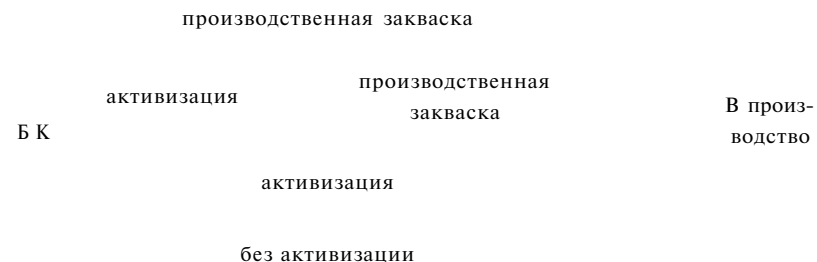 производственная закваска
производственная
активизация
закваска
В произ-
Б К
водство
активизация
без активизации